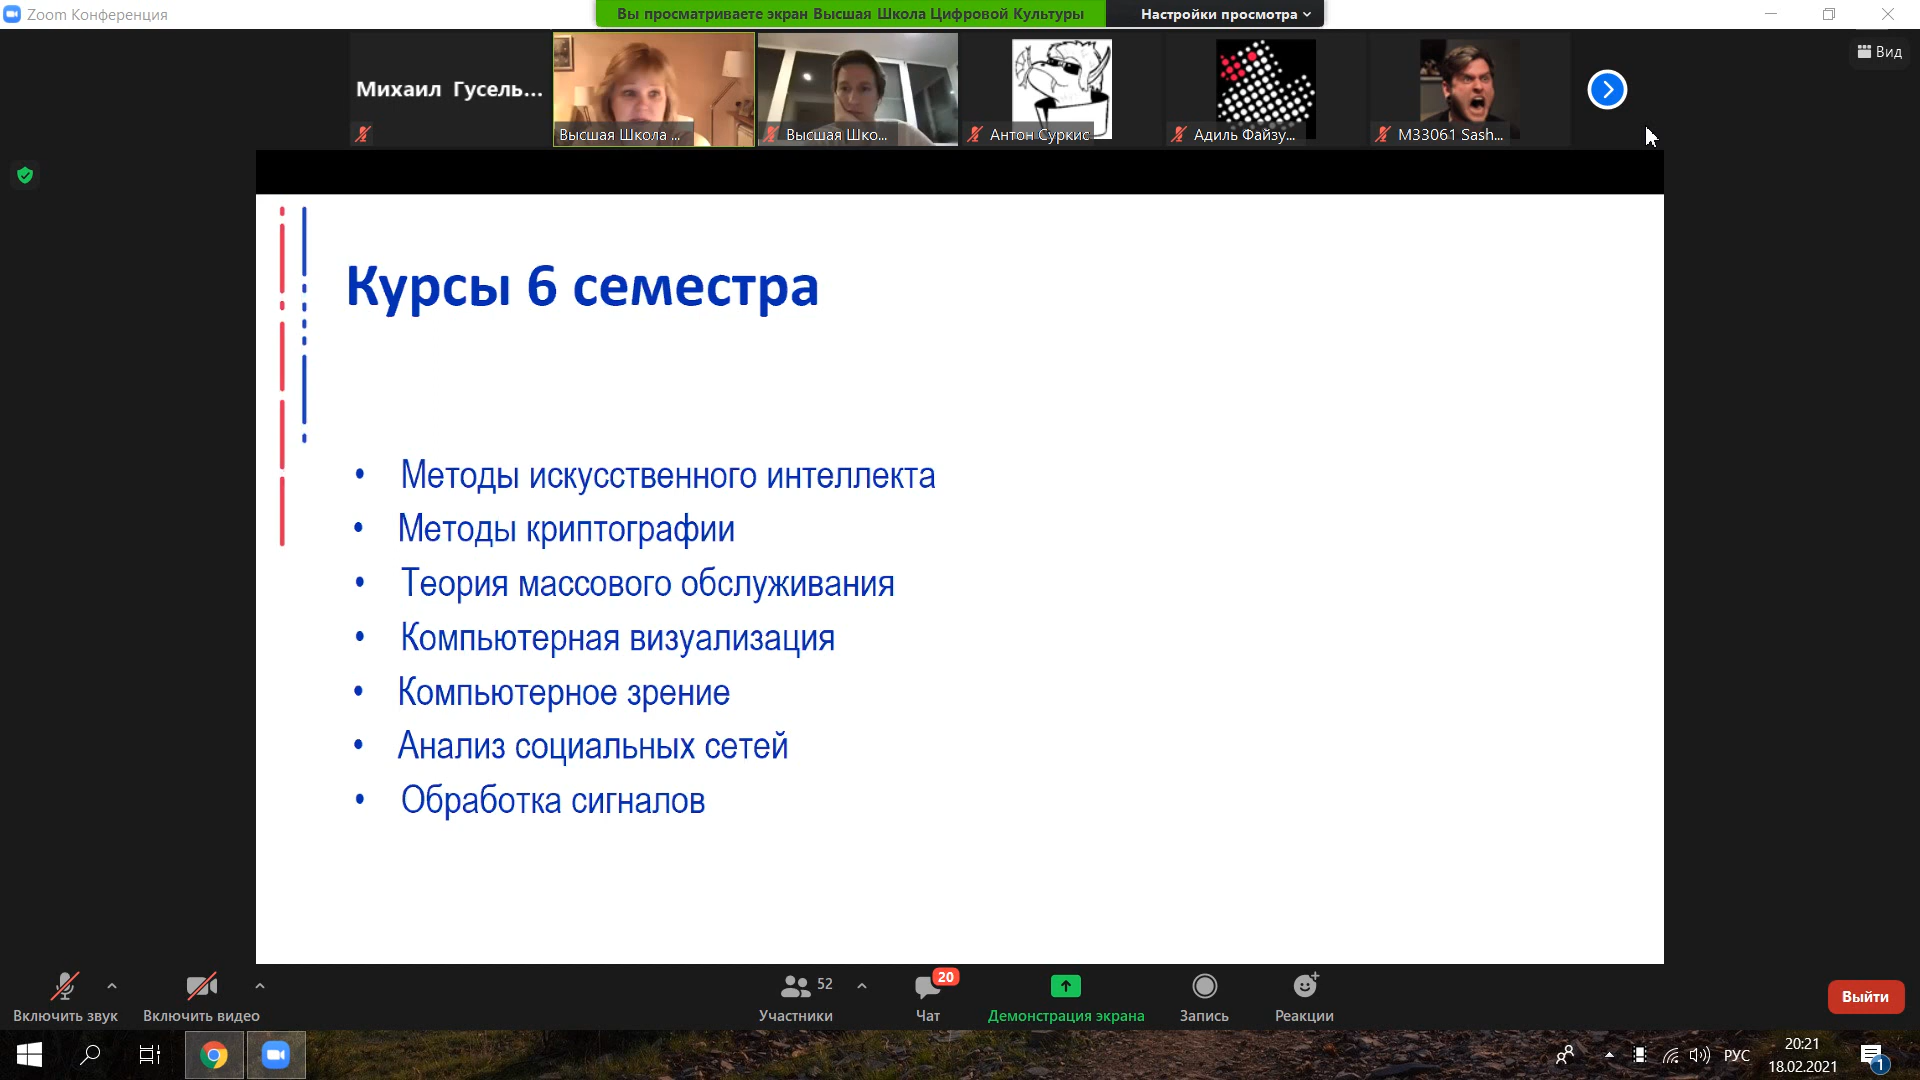 Zoom Конференция
Вы просматриваете экран Высшая Школа Цифровой Культуры
Настройки просмотра
Вид
Михаил Гусель...
Высшая Школа ...
Высшая Шко...
Антон Суркис
Адиль Файзу...
M33061 Sash...
Курсы 6 семестра
• Методы искусственного интеллекта
• Методы криптографии
• Теория массового обслуживания
• Компьютерная визуализация
• Компьютерное зрение
• Анализ социальных сетей
• Обработка сигналов
Включить звук
Включить видео
52
Участники
20
Чат
Демонстрация экрана
Запись
Реакции
Выйти
РУС
20:21
18.02.2021
1